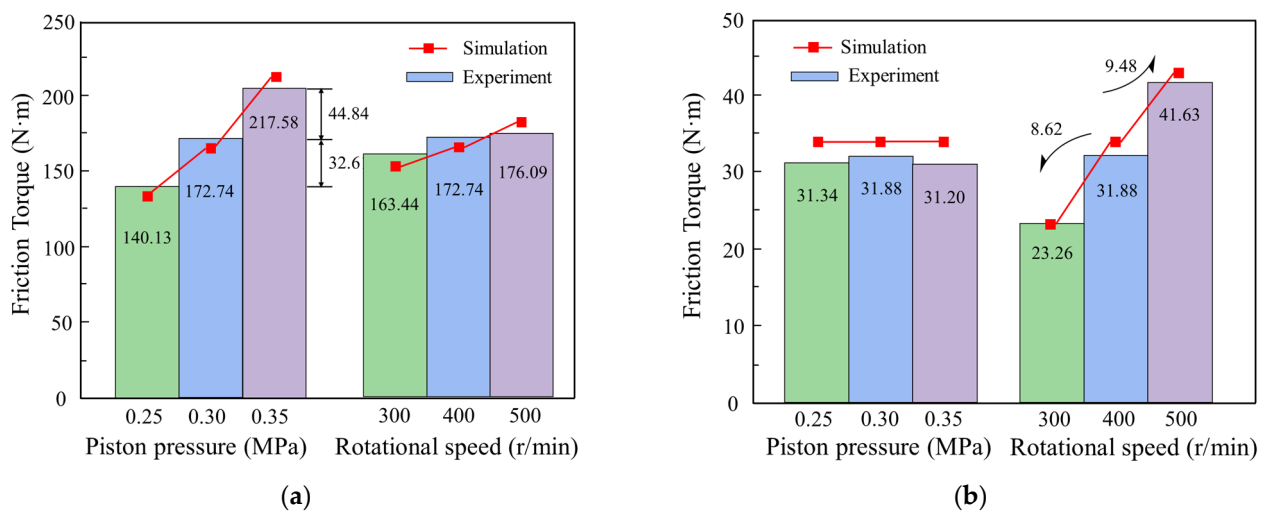 250
200
150
100
50
0
Friction Torque (N·m)
Simulation
Experiment
140.13
172.74
217.58
44.84
32.6
163.44
172.74
176.09
0.25 0.30 0.35
Piston pressure (MPa)
300 400 500
Rotational speed (r/min)
(a)
50
40
30
20
10
0
Friction Torque (N·m)
Simulation
Experiment
31.34
31.88
31.20
8.62
9.48
23.26
31.88
41.63
0.25 0.30 0.35
Piston pressure (MPa)
300 400 500
Rotational speed (r/min)
(b)